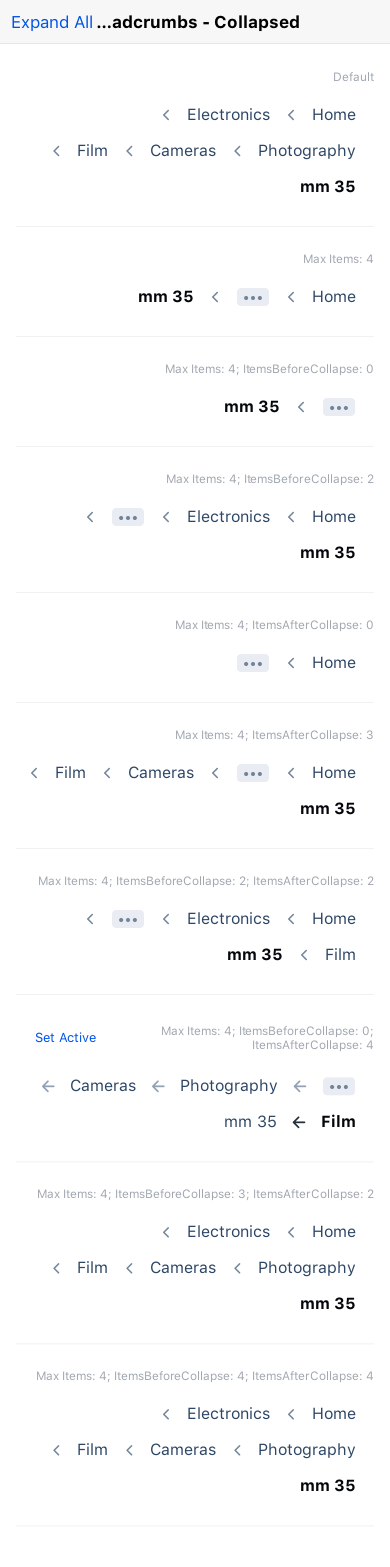 Expand All ...adcrumbs - Collapsed
Default
Electronics Home
Film Cameras Photography
mm 35
Max Items: 4
mm 35 Home
Max Items: 4; ItemsBeforeCollapse: 0
mm 35
Max Items: 4; ItemsBeforeCollapse: 2
Electronics Home
mm 35
Max Items: 4; ItemsAfterCollapse: 0
Home
Max Items: 4; ItemsAfterCollapse: 3
Film Cameras Home
mm 35
Max Items: 4; ItemsBeforeCollapse: 2; ItemsAfterCollapse: 2
Electronics Home
mm 35 Film
Set Active
Max Items: 4; ItemsBeforeCollapse: 0;
ItemsAfterCollapse: 4
Cameras Photography
mm 35 Film
Max Items: 4; ItemsBeforeCollapse: 3; ItemsAfterCollapse: 2
Electronics Home
Film Cameras Photography
mm 35
Max Items: 4; ItemsBeforeCollapse: 4; ItemsAfterCollapse: 4
Electronics Home
Film Cameras Photography
mm 35